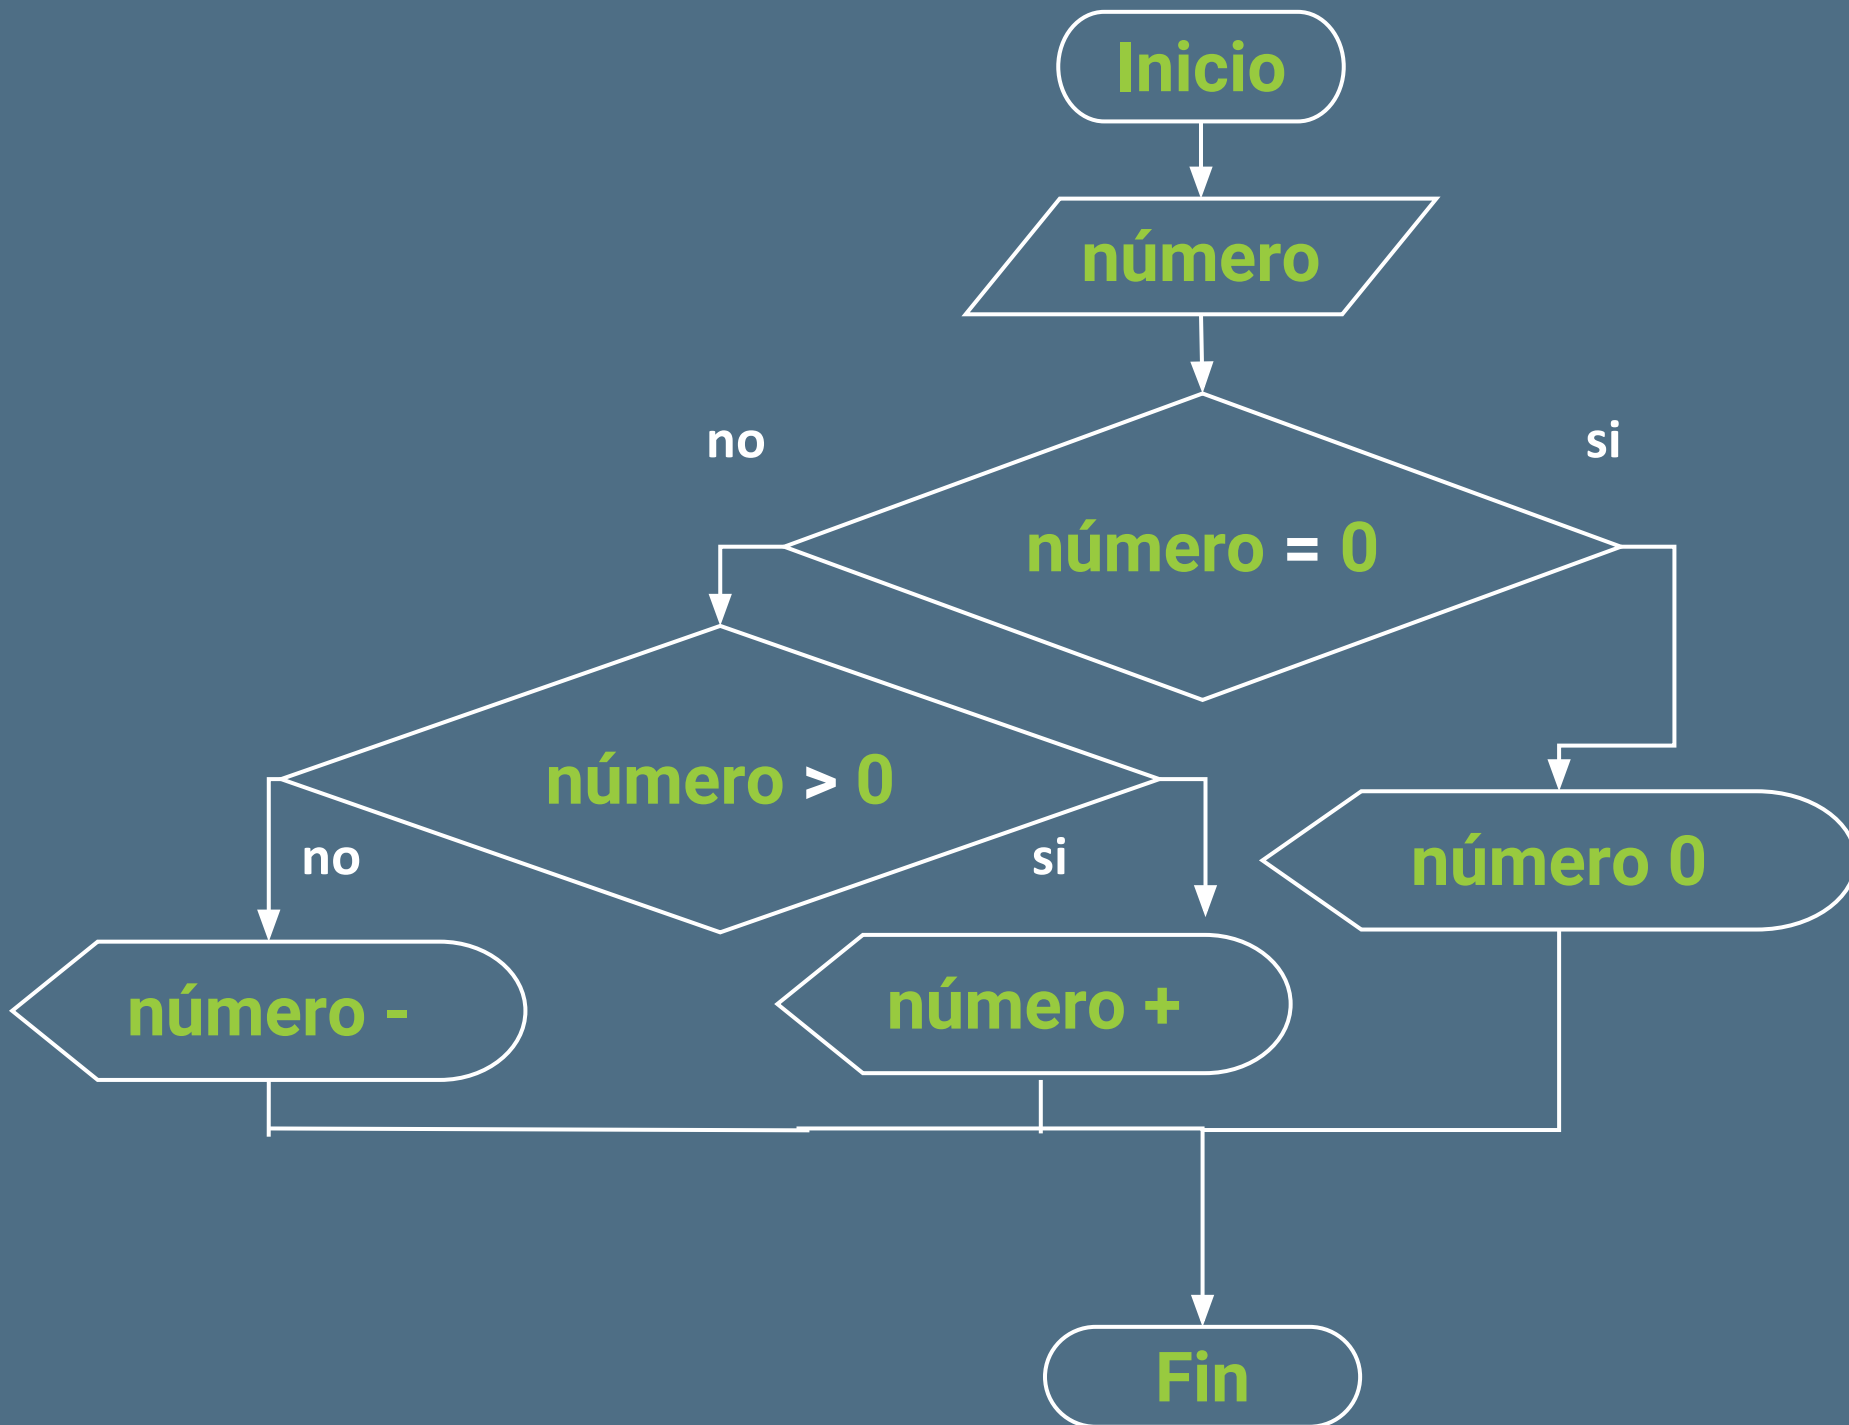 Inicio
número
no
si
número = 0
número > 0
no
si
número 0
número -
número +
Fin